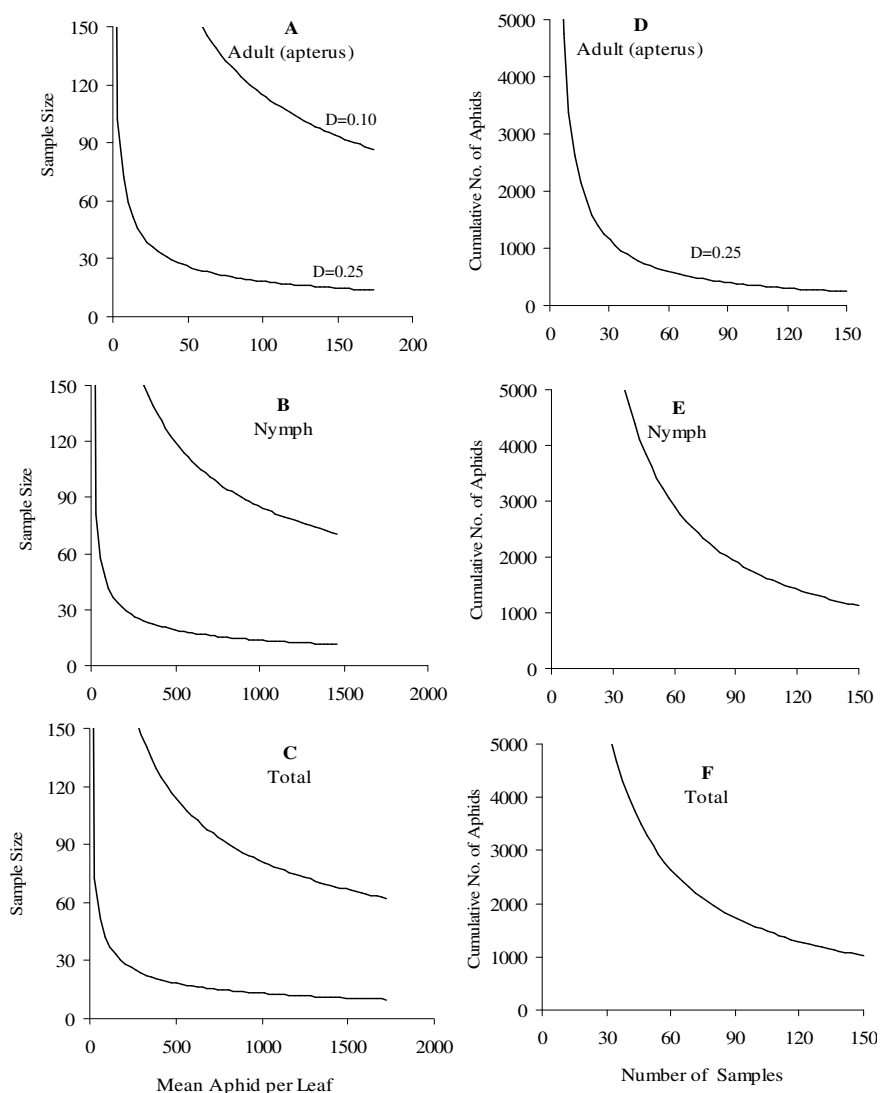 A
Adult (apterus)
Sample Size
150
120
90
60
30
0
D=0.10
D=0.25
0 50 100 150 200
D
Adult (apterus)
Cumulative No. of Aphids
5000
4000
3000
2000
1000
0
D=0.25
0 30 60 90 120 150
B
Nymph
Sample Size
150
120
90
60
30
0
0 500 1000 1500 2000
E
Nymph
Cumulative No. of Aphids
5000
4000
3000
2000
1000
0
0 30 60 90 120 150
C
Total
Sample Size
150
120
90
60
30
0
0 500 1000 1500 2000
Mean Aphid per Leaf
F
Total
Cumulative No. of Aphids
5000
4000
3000
2000
1000
0
0 30 60 90 120 150
Number of Samples